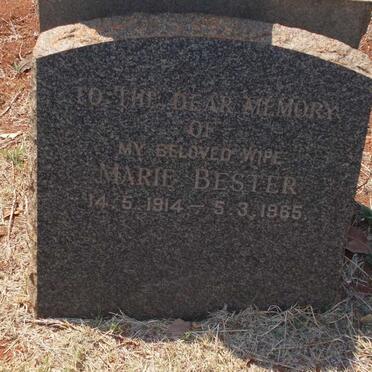 TO THE DEAR MEMORY
OF
MY BELOVED WIFE
MARIE BESTER
14.5.1914 – 5.3.1965